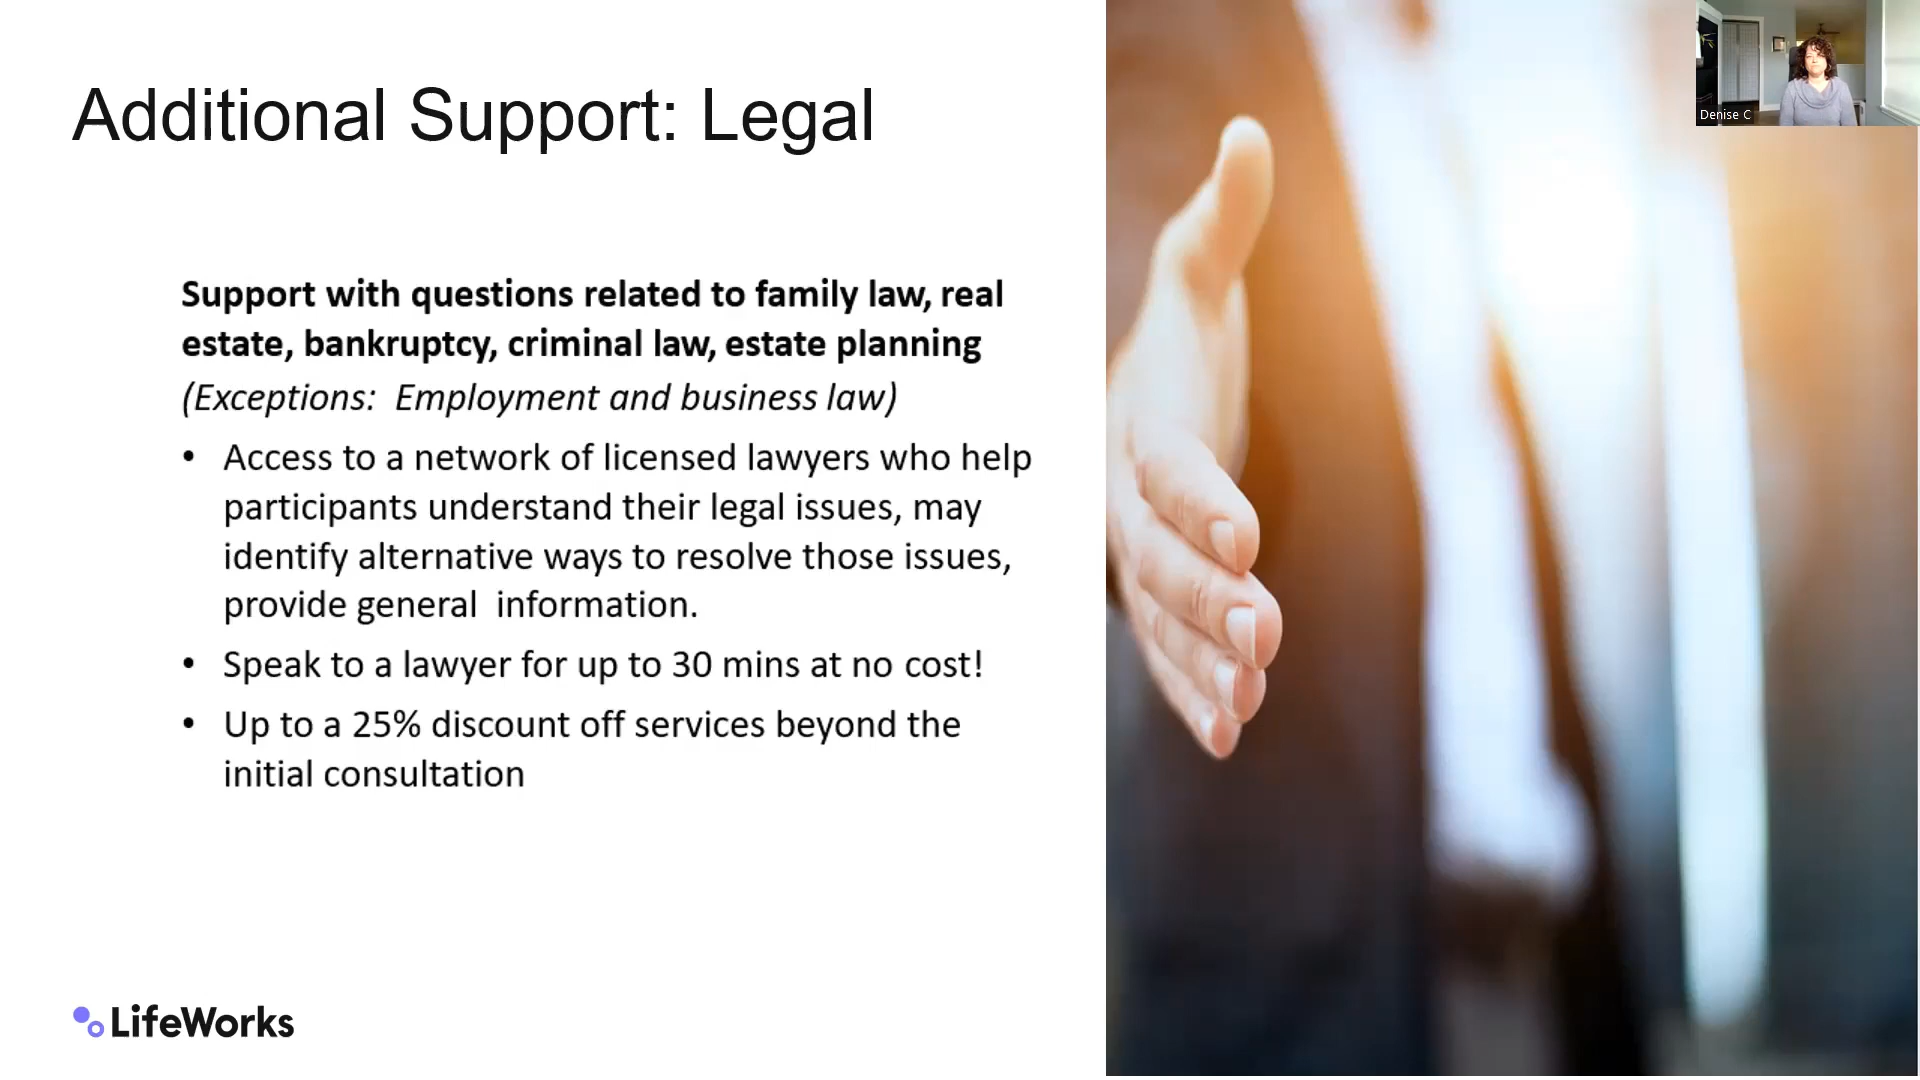 Additional Support: Legal
Denise C
Support with questions related to family law, real
estate, bankruptcy, criminal law, estate planning
(Exceptions:  Employment and business law)
• Access to a network of licensed lawyers who help
participants understand their legal issues, may
identify alternative ways to resolve those issues,
provide general  information.
• Speak to a lawyer for up to 30 mins at no cost!
• Up to a 25% discount off services beyond the
initial consultation
LifeWorks